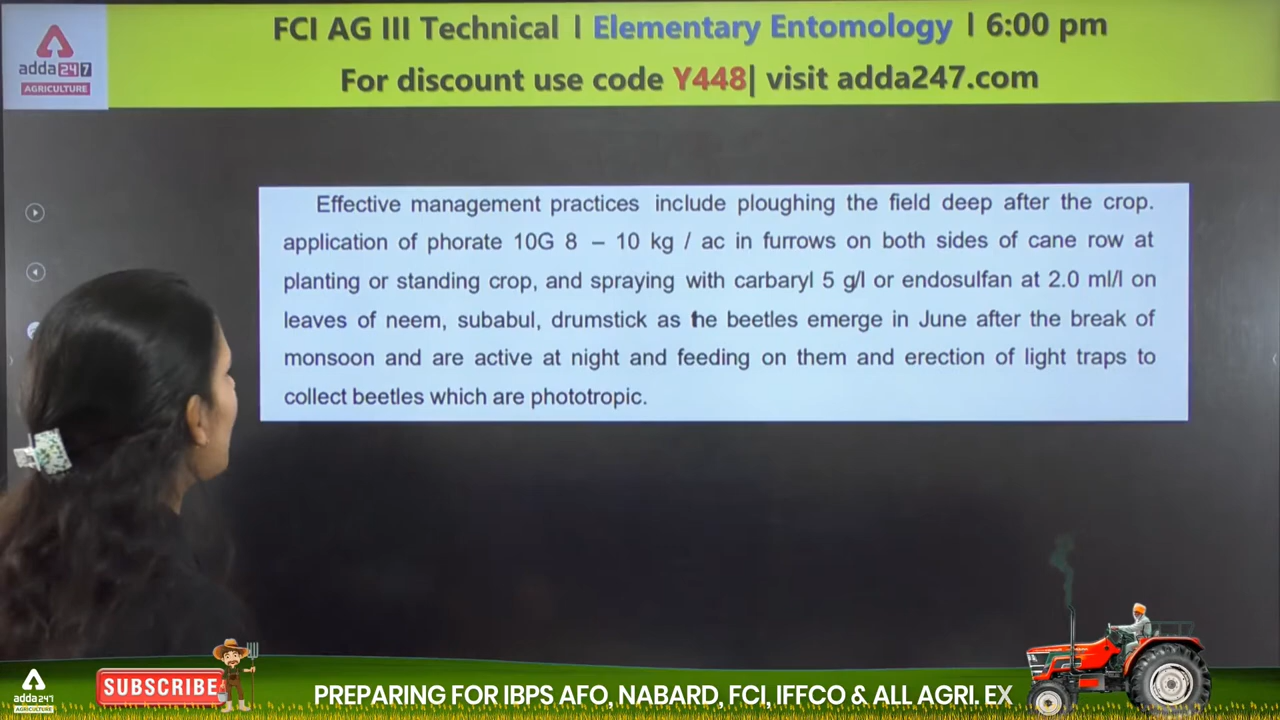 FCI AG III Technical l Elementary Entomology l 6:00 pm
For discount use code Y448| visit adda247.com
adda247
AGRICULTURE
Effective management practices include ploughing the field deep after the crop.
application of phorate 10G 8 – 10 kg / ac in furrows on both sides of cane row at
planting or standing crop, and spraying with carbaryl 5 g/l or endosulfan at 2.0 ml/l on
leaves of neem, subabul, drumstick as he beetles emerge in June after the break of
monsoon and are active at night and feeding on them and erection of light traps to
collect beetles which are phototropic.
adda247
AGRICULTURE
SUBSCRIBE
PREPARING FOR IBPS AFO, NABARD, FCI, IFFCO & ALL AGRI. EX